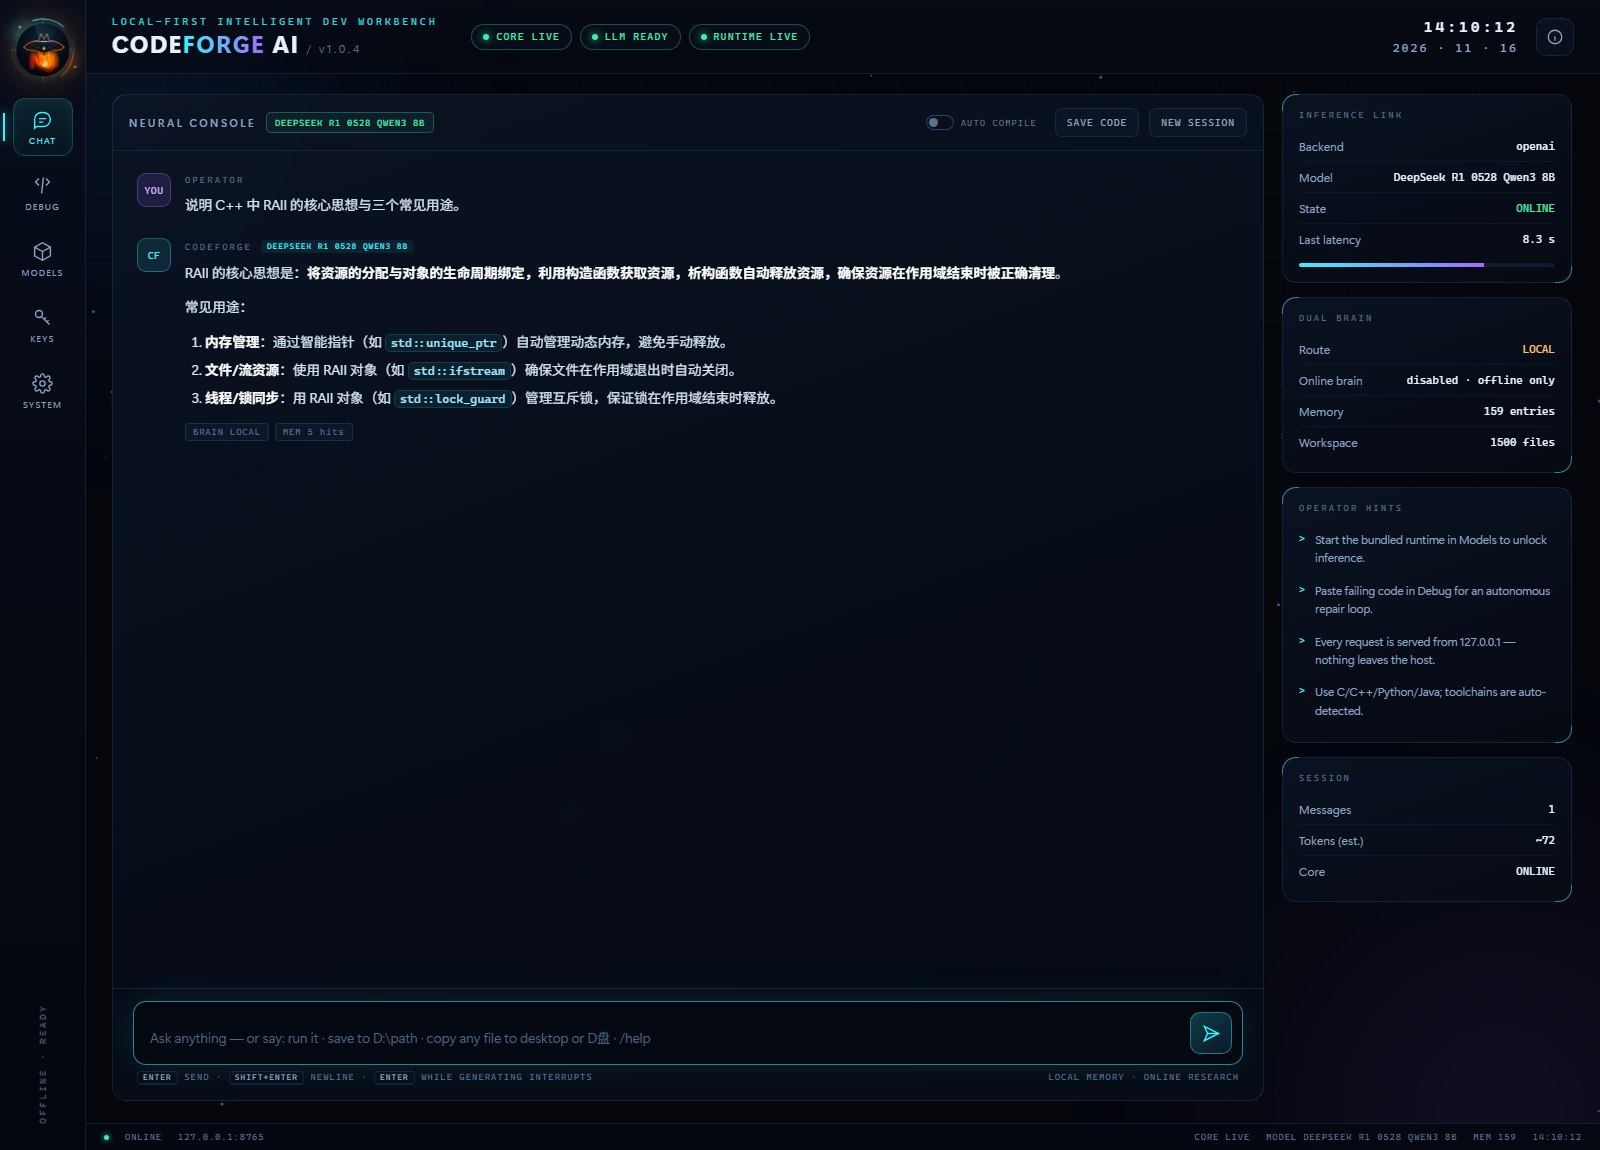 LOCAL-FIRST INTELLIGENT DEV WORKBENCH
CODEFORGE AI / v1.0.4
CORE LIVE
LLM READY
RUNTIME LIVE
14:10:12
2026 · 11 · 16
CHAT
DEBUG
MODELS
KEYS
SYSTEM
OFFLINE · READY
NEURAL CONSOLE
DEEPSEEK R1 0528 QWEN3 8B
AUTO COMPILE
SAVE CODE
NEW SESSION
YOU
OPERATOR
说明 C++ 中 RAII 的核心思想与三个常见用途。
CF
CODEFORGE
DEEPSEEK R1 0528 QWEN3 8B
RAII 的核心思想是：将资源的分配与对象的生命周期绑定，利用构造函数获取资源，析构函数自动释放资源，确保资源在作用域结束时被正确清理。
常见用途：
1. 内存管理：通过智能指针（如 std::unique_ptr）自动管理动态内存，避免手动释放。
2. 文件/流资源：使用 RAII 对象（如 std::ifstream）确保文件在作用域退出时自动关闭。
3. 线程/锁同步：用 RAII 对象（如 std::lock_guard）管理互斥锁，保证锁在作用域结束时释放。
BRAIN LOCAL
MEM 5 hits
Ask anything — or say: run it · save to D:\path · copy any file to desktop or D盘 · /help
ENTER SEND · SHIFT+ENTER NEWLINE · ENTER WHILE GENERATING INTERRUPTS
LOCAL MEMORY · ONLINE RESEARCH
INFERENCE LINK
Backend openai
Model DeepSeek R1 0528 Qwen3 8B
State ONLINE
Last latency 8.3 s
DUAL BRAIN
Route LOCAL
Online brain disabled · offline only
Memory 159 entries
Workspace 1500 files
OPERATOR HINTS
> Start the bundled runtime in Models to unlock
inference.
> Paste failing code in Debug for an autonomous
repair loop.
> Every request is served from 127.0.0.1 —
nothing leaves the host.
> Use C/C++/Python/Java; toolchains are auto-
detected.
SESSION
Messages 1
Tokens (est.) ~72
Core ONLINE
ONLINE 127.0.0.1:8765
CORE LIVE MODEL DEEPSEEK R1 0528 QWEN3 8B MEM 159 14:10:12